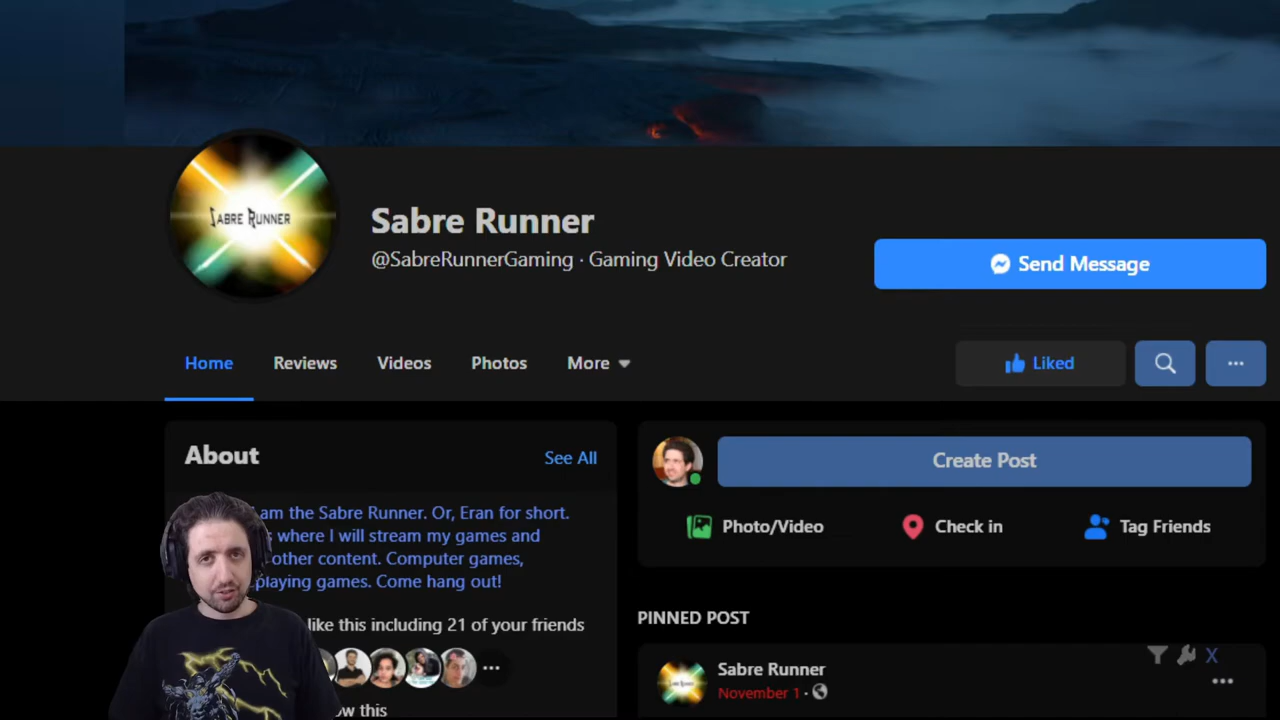 SABRE RUNNER
Sabre Runner
@SabreRunnerGaming · Gaming Video Creator
Send Message
Home
Reviews
Videos
Photos
More
Liked
About
See All
am the Sabre Runner. Or, Eran for short.
where I will stream my games and
other content. Computer games,
playing games. Come hang out!
like this including 21 of your friends
this
Create Post
Photo/Video
Check in
Tag Friends
PINNED POST
SABRE RUNNER
Sabre Runner
November 1 ·
X